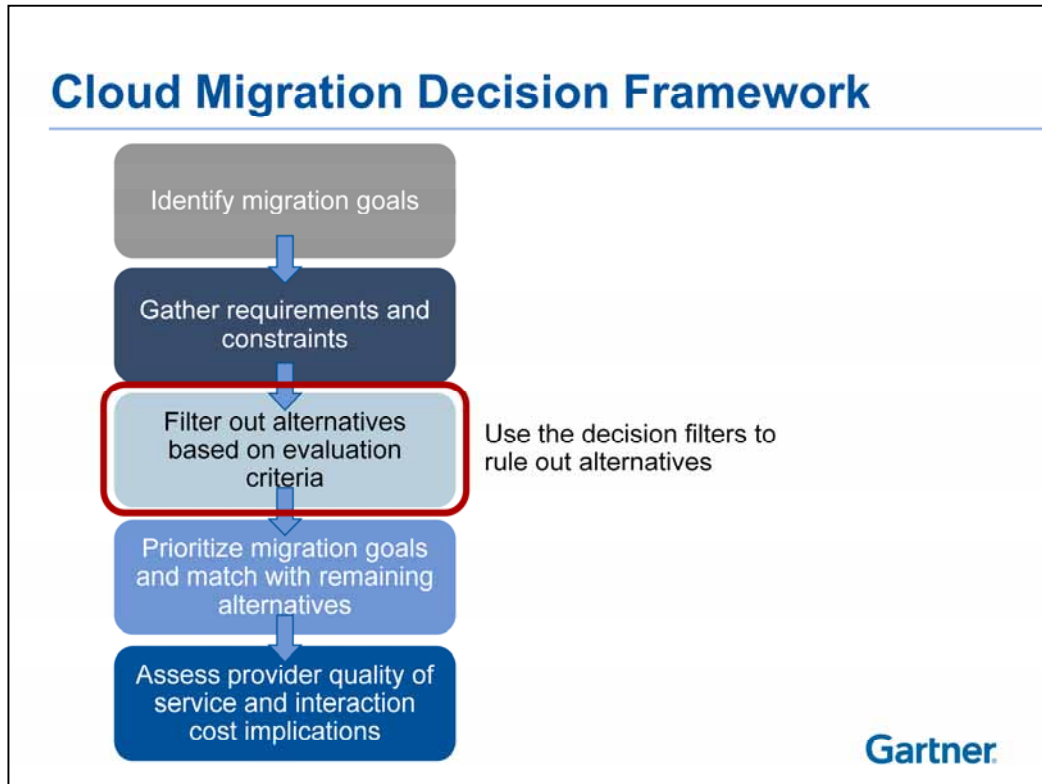 Cloud Migration Decision Framework
Identify migration goals
Gather requirements and
constraints
Filter out alternatives
based on evaluation
criteria
Use the decision filters to
rule out alternatives
Prioritize migration goals
and match with remaining
alternatives
Assess provider quality of
service and interaction
cost implications
Gartner